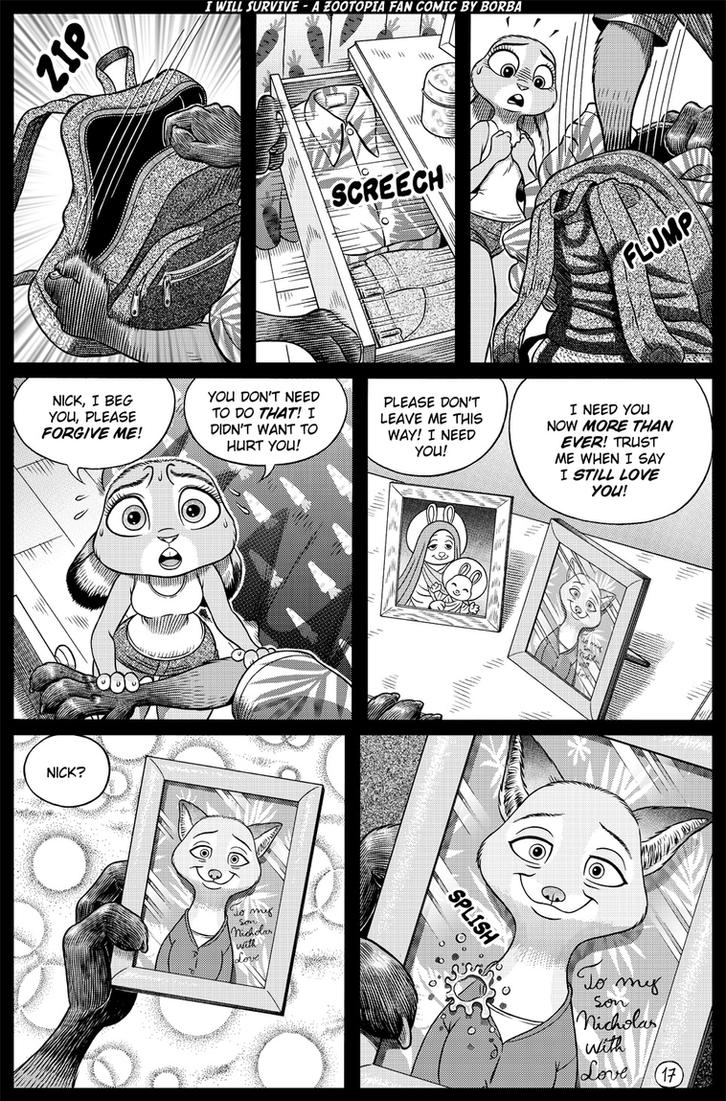 I WILL SURVIVE - A ZOOTOPIA FAN COMIC BY BORBA
ZIP
SCREECH
FLUMP
NICK, I BEG
YOU, PLEASE
FORGIVE ME!
YOU DON'T NEED
TO DO THAT! I
DIDN'T WANT TO
HURT YOU!
PLEASE DON'T
LEAVE ME THIS
WAY! I NEED
YOU!
I NEED YOU
NOW MORE THAN
EVER! TRUST
ME WHEN I SAY
I STILL LOVE
YOU!
NICK?
To my
son
Nicholas
with
Love
SPLISH
To my
son
Nicholas
with
Love
17